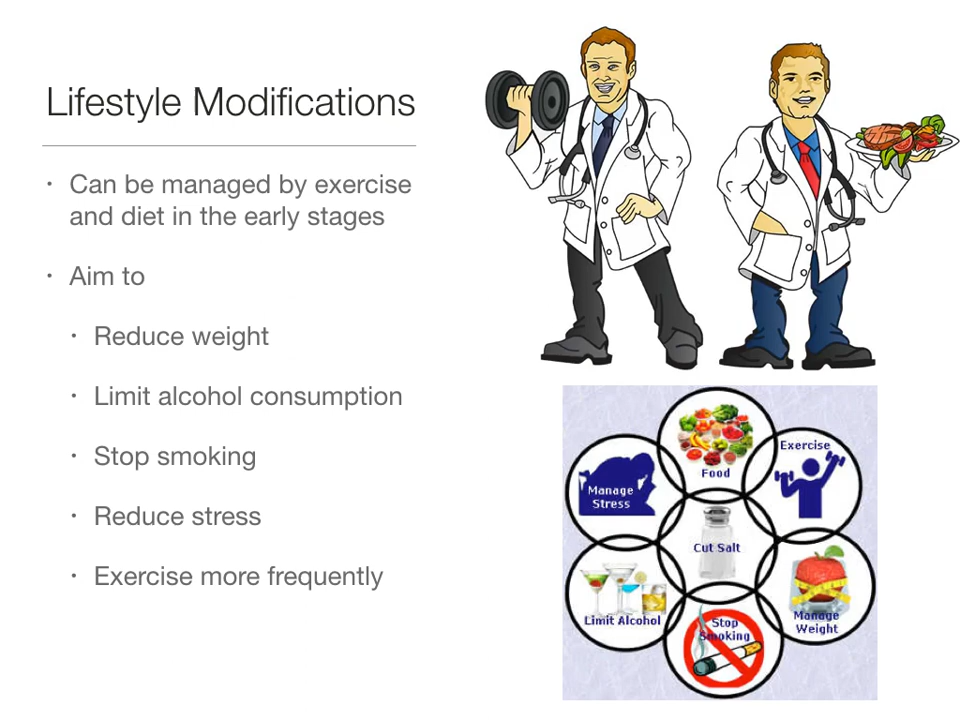 Lifestyle Modifications
· Can be managed by exercise
and diet in the early stages
· Aim to
· Reduce weight
· Limit alcohol consumption
· Stop smoking
· Reduce stress
· Exercise more frequently
Food
Exercise
Manage
Stress
Cut Salt
Limit Alcohol
Manage
Weight
Stop
Smoking